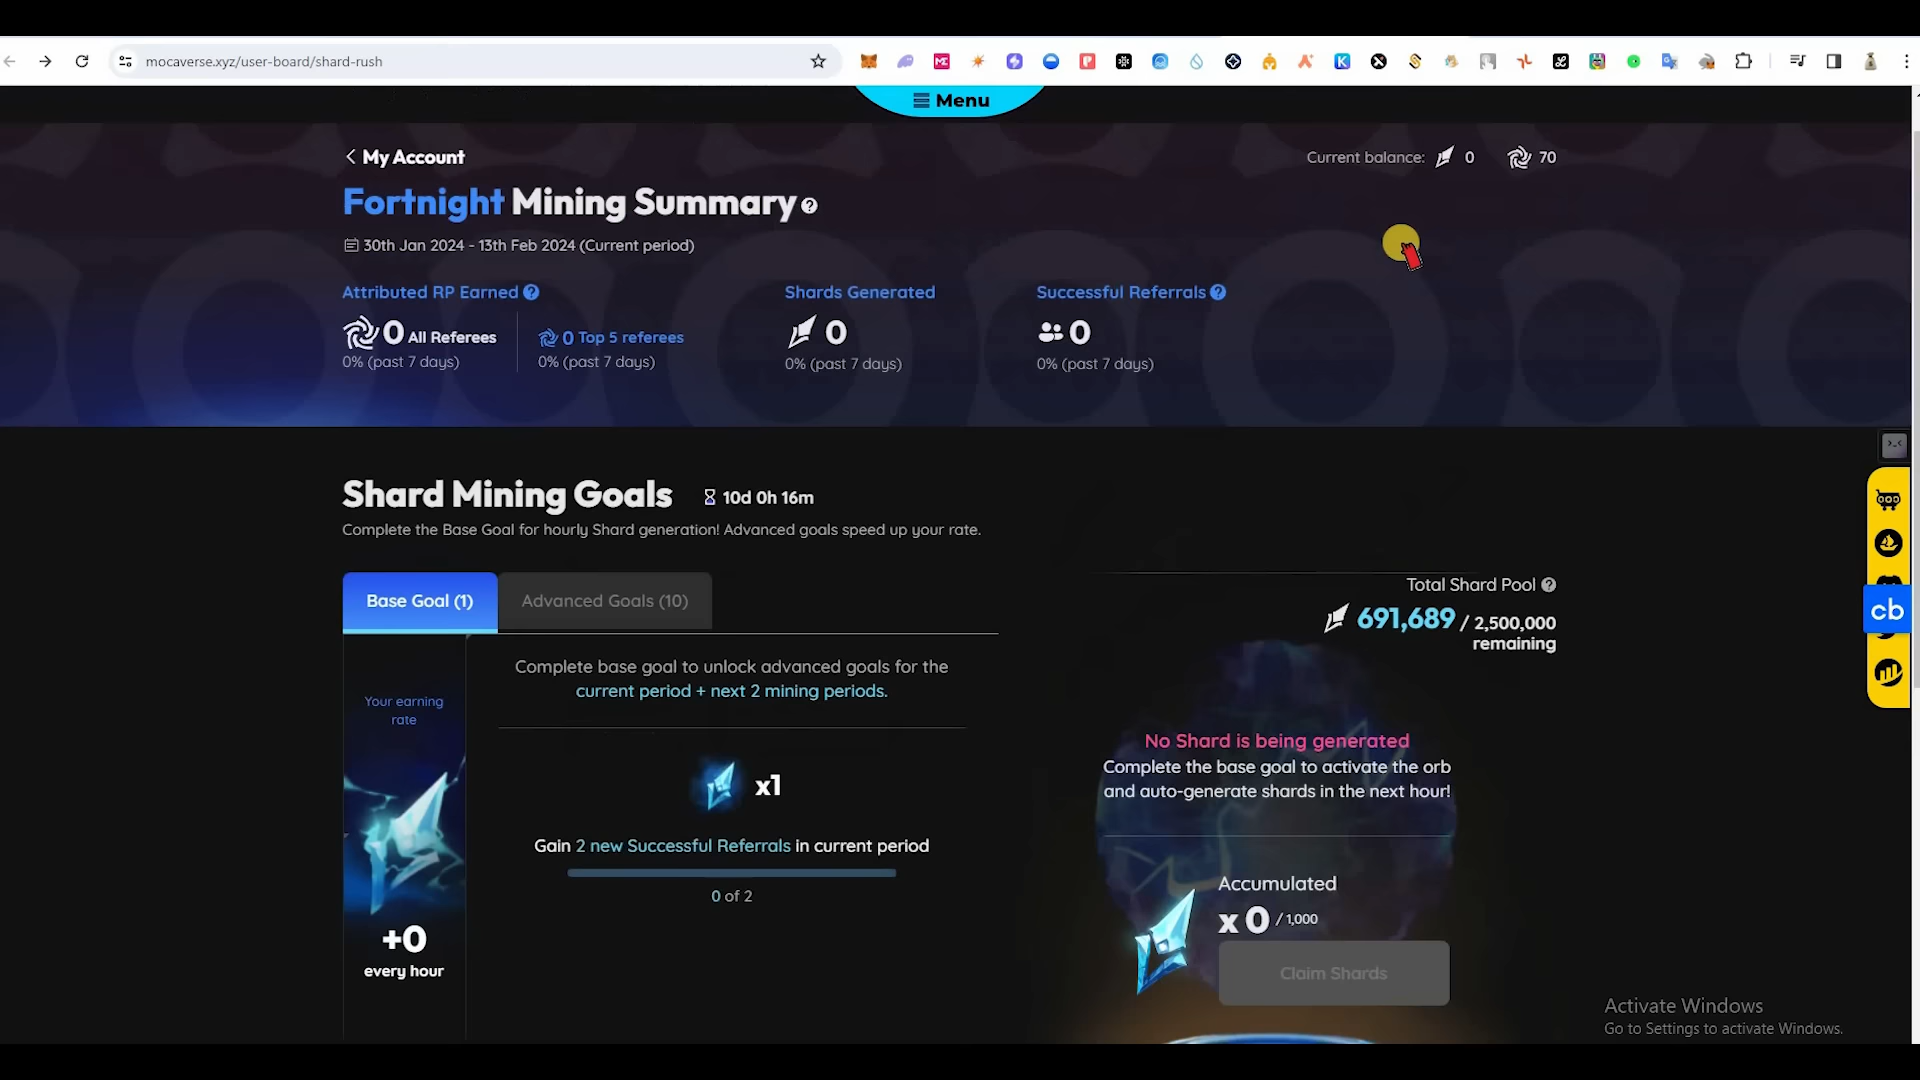 mocaverse.xyz/user-board/shard-rush
Menu
My Account
Current balance: 0 70
Fortnight Mining Summary
30th Jan 2024 - 13th Feb 2024 (Current period)
Attributed RP Earned
Shards Generated
Successful Referrals
0 All Referees
0 Top 5 referees
0
0
0% (past 7 days)
0% (past 7 days)
0% (past 7 days)
0% (past 7 days)
Shard Mining Goals
10d 0h 16m
Complete the Base Goal for hourly Shard generation! Advanced goals speed up your rate.
Base Goal (1)
Advanced Goals (10)
Total Shard Pool
691,689 / 2,500,000
remaining
Complete base goal to unlock advanced goals for the
current period + next 2 mining periods.
Your earning
rate
x1
Gain 2 new Successful Referrals in current period
0 of 2
+0
every hour
No Shard is being generated
Complete the base goal to activate the orb
and auto-generate shards in the next hour!
Accumulated
x 0 / 1,000
Claim Shards
cb
Activate Windows
Go to Settings to activate Windows.